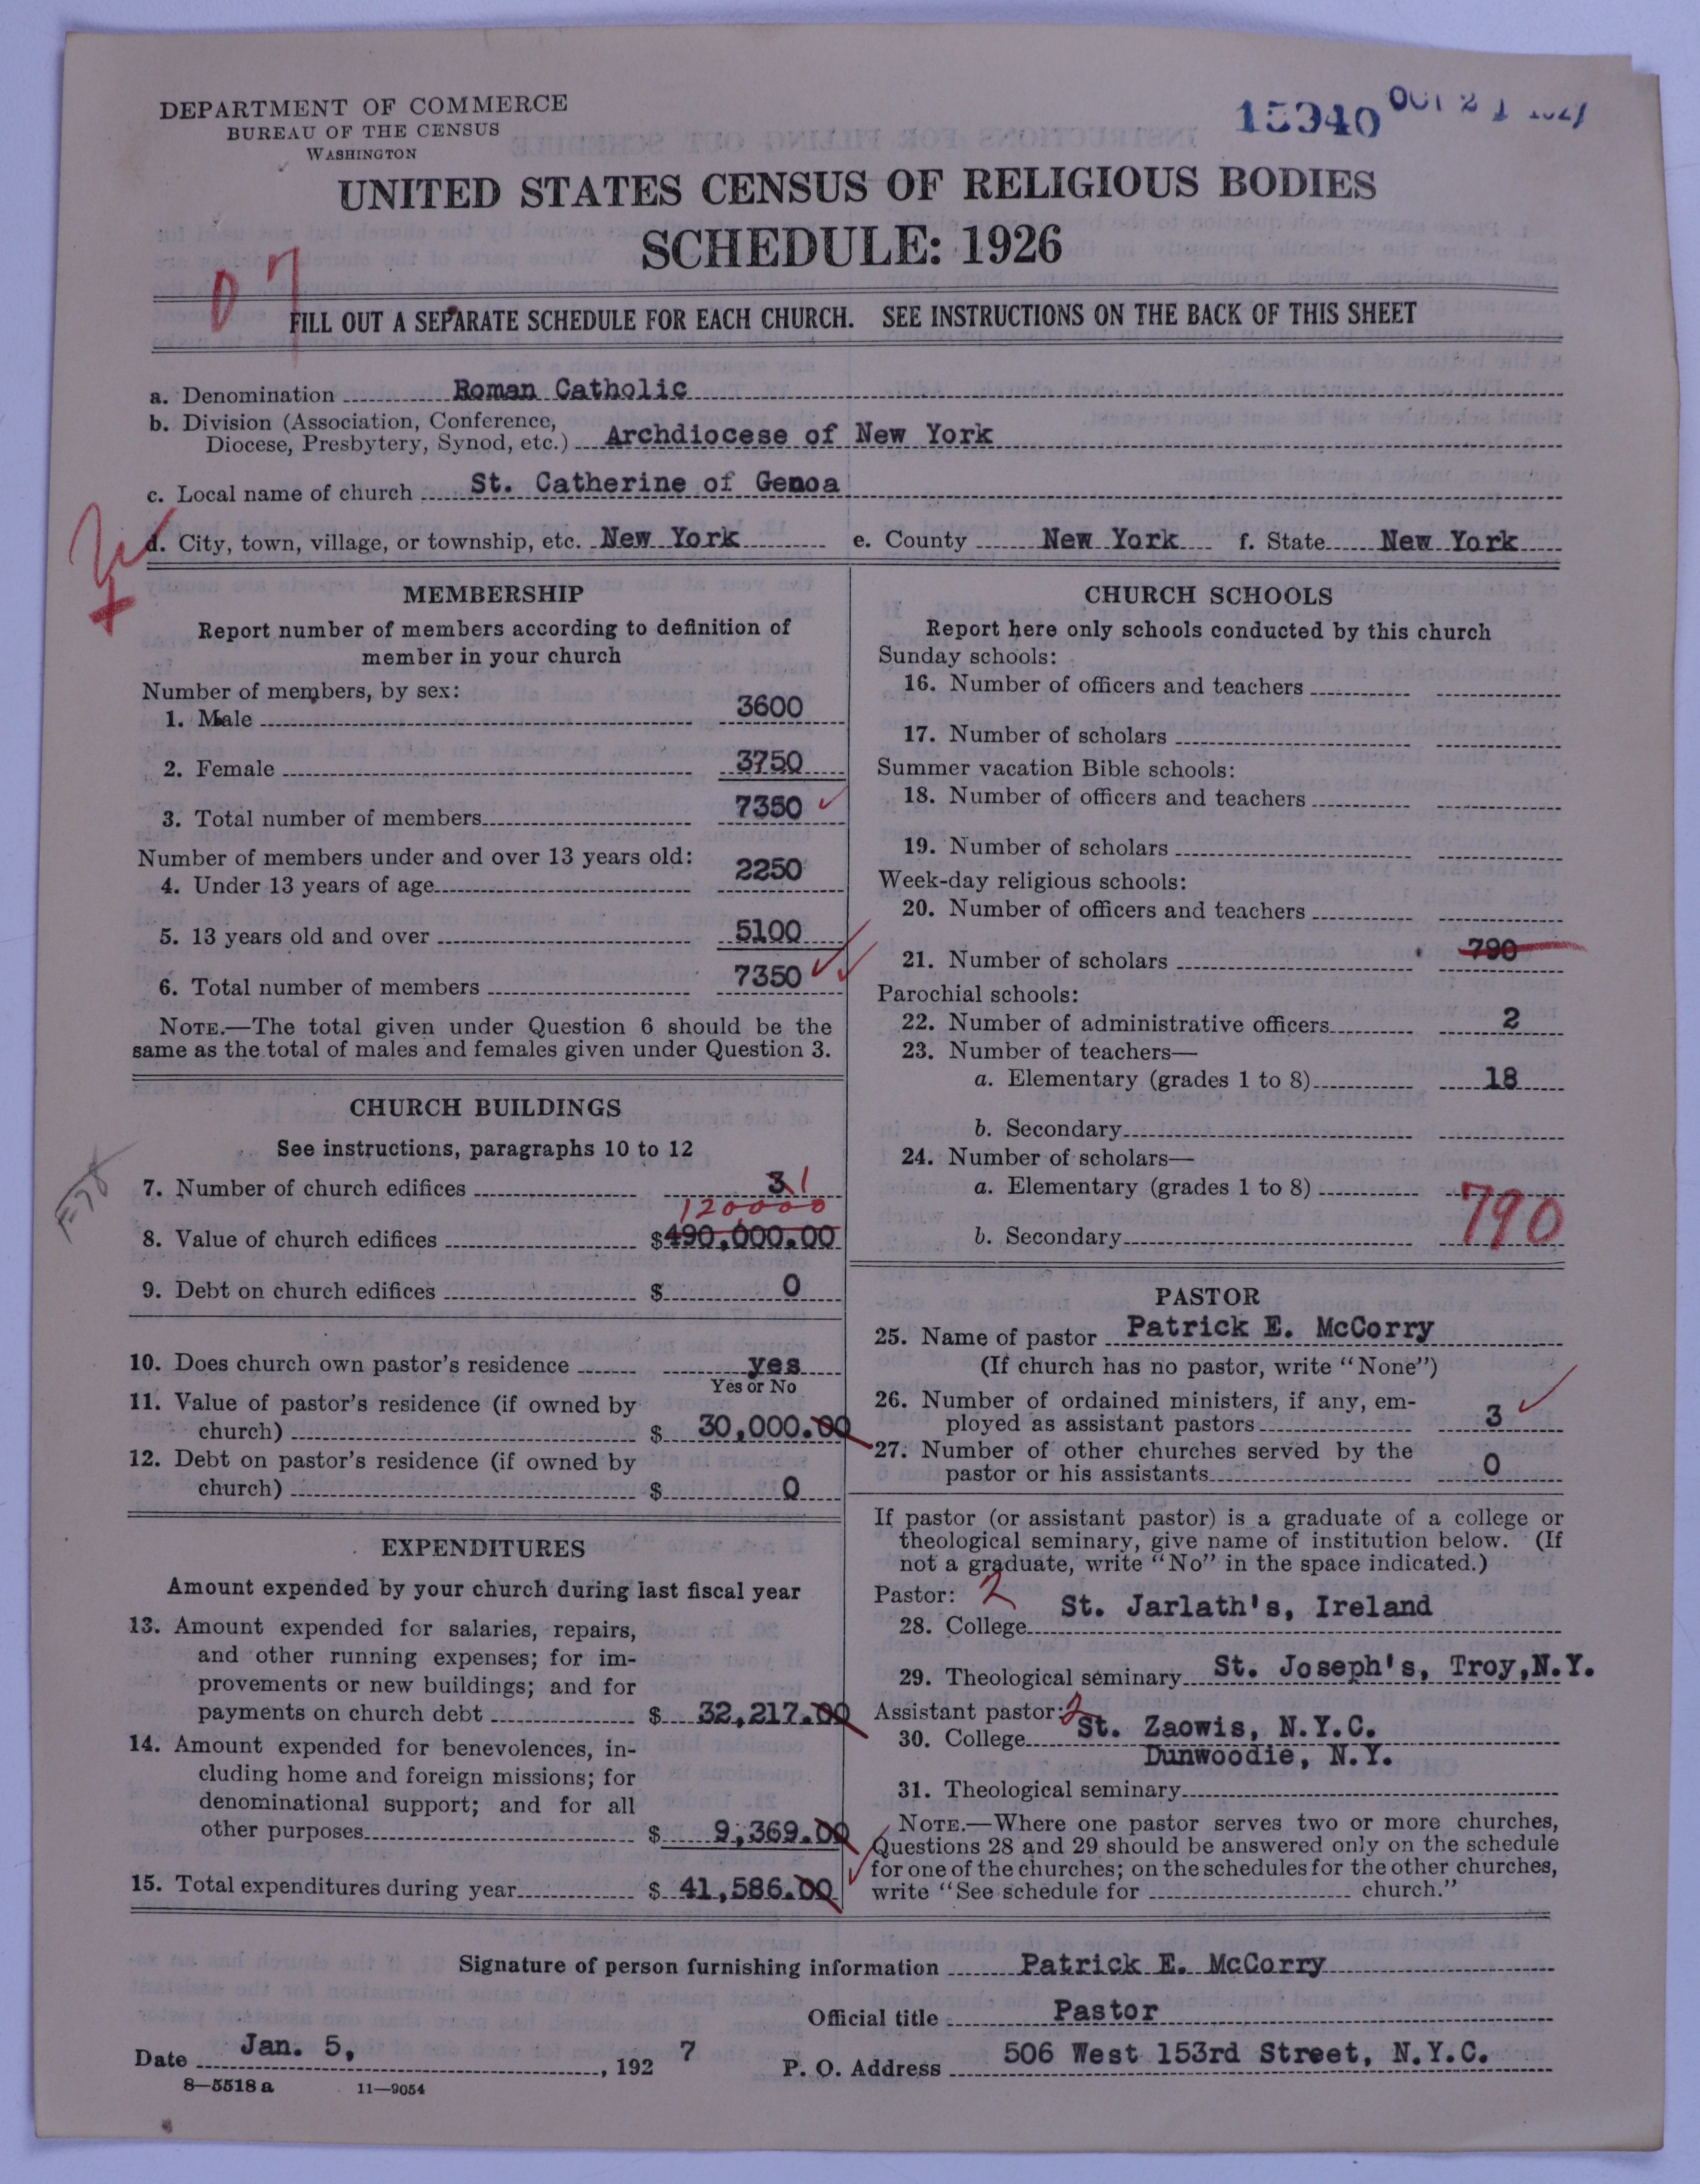 DEPARTMENT OF COMMERCE
BUREAU OF THE CENSUS
WASHINGTON
15940 OCT 21 1927
UNITED STATES CENSUS OF RELIGIOUS BODIES
SCHEDULE: 1926
07
FILL OUT A SEPARATE SCHEDULE FOR EACH CHURCH. SEE INSTRUCTIONS ON THE BACK OF THIS SHEET
a. Denomination Roman Catholic
b. Division (Association, Conference,
Diocese, Presbytery, Synod, etc.) Archdiocese of New York
c. Local name of church St. Catherine of Genoa
d. City, town, village, or township, etc. New York e. County New York f. State New York
MEMBERSHIP
Report number of members according to definition of
member in your church
Number of members, by sex:
1. Male 3600
2. Female 3750
3. Total number of members 7350
Number of members under and over 13 years old:
4. Under 13 years of age 2250
5. 13 years old and over 5100
6. Total number of members 7350
NOTE.—The total given under Question 6 should be the
same as the total of males and females given under Question 3.
CHURCH BUILDINGS
See instructions, paragraphs 10 to 12
7. Number of church edifices 3 1
120000
8. Value of church edifices $490,000.00
9. Debt on church edifices $ 0
10. Does church own pastor's residence yes
Yes or No
11. Value of pastor's residence (if owned by
church) $ 30,000.00
12. Debt on pastor's residence (if owned by
church) $ 0
EXPENDITURES
Amount expended by your church during last fiscal year
13. Amount expended for salaries, repairs,
and other running expenses; for im-
provements or new buildings; and for
payments on church debt $ 32,217.00
14. Amount expended for benevolences, in-
cluding home and foreign missions; for
denominational support; and for all
other purposes $ 9,369.00
15. Total expenditures during year $ 41,586.00
CHURCH SCHOOLS
Report here only schools conducted by this church
Sunday schools:
16. Number of officers and teachers
17. Number of scholars
Summer vacation Bible schools:
18. Number of officers and teachers
19. Number of scholars
Week-day religious schools:
20. Number of officers and teachers
21. Number of scholars 790
Parochial schools:
22. Number of administrative officers 2
23. Number of teachers—
a. Elementary (grades 1 to 8) 18
b. Secondary
24. Number of scholars—
a. Elementary (grades 1 to 8) 790
b. Secondary
PASTOR
25. Name of pastor Patrick E. McCorry
(If church has no pastor, write "None")
26. Number of ordained ministers, if any, em-
ployed as assistant pastors 3
27. Number of other churches served by the
pastor or his assistants 0
If pastor (or assistant pastor) is a graduate of a college or
theological seminary, give name of institution below. (If
not a graduate, write "No" in the space indicated.)
Pastor: 2
28. College St. Jarlath's, Ireland
29. Theological seminary St. Joseph's, Troy,N.Y.
Assistant pastor: 2
30. College St. Zaowis, N.Y.C.
Dunwoodie, N.Y.
31. Theological seminary
NOTE.—Where one pastor serves two or more churches,
Questions 28 and 29 should be answered only on the schedule
for one of the churches; on the schedules for the other churches,
write "See schedule for church."
Signature of person furnishing information Patrick E. McCorry
Official title Pastor
Date Jan. 5, , 192 7 P. O. Address 506 West 153rd Street, N.Y.C.
8—5518 a 11—9054